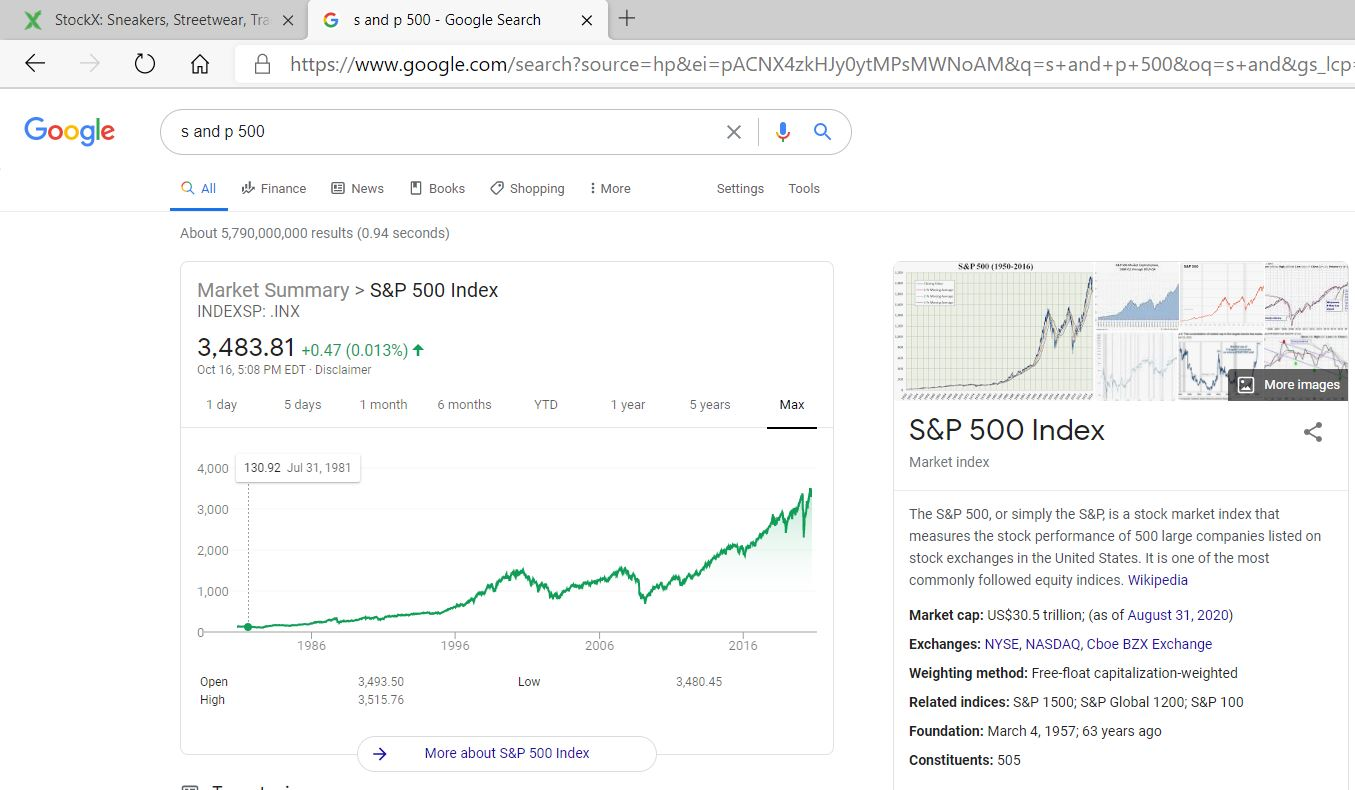 StockX: Sneakers, Streetwear, Tra
s and p 500 - Google Search
https://www.google.com/search?source=hp&ei=pACNX4zkHJy0ytMPsMWNoAM&q=s+and+p+500&oq=s+and&gs_lcp=
Google
s and p 500
All Finance News Books Shopping More Settings Tools
About 5,790,000,000 results (0.94 seconds)
Market Summary > S&P 500 Index
INDEXSP: .INX
3,483.81 +0.47 (0.013%)
Oct 16, 5:08 PM EDT · Disclaimer
1 day 5 days 1 month 6 months YTD 1 year 5 years Max
4,000
130.92 Jul 31, 1981
3,000
2,000
1,000
0
1986 1996 2006 2016
Open 3,493.50 Low 3,480.45
High 3,515.76
More about S&P 500 Index
S&P 500 (1950-2016)
More images
S&P 500 Index
Market index
The S&P 500, or simply the S&P, is a stock market index that
measures the stock performance of 500 large companies listed on
stock exchanges in the United States. It is one of the most
commonly followed equity indices. Wikipedia
Market cap: US$30.5 trillion; (as of August 31, 2020)
Exchanges: NYSE, NASDAQ, Cboe BZX Exchange
Weighting method: Free-float capitalization-weighted
Related indices: S&P 1500; S&P Global 1200; S&P 100
Foundation: March 4, 1957; 63 years ago
Constituents: 505